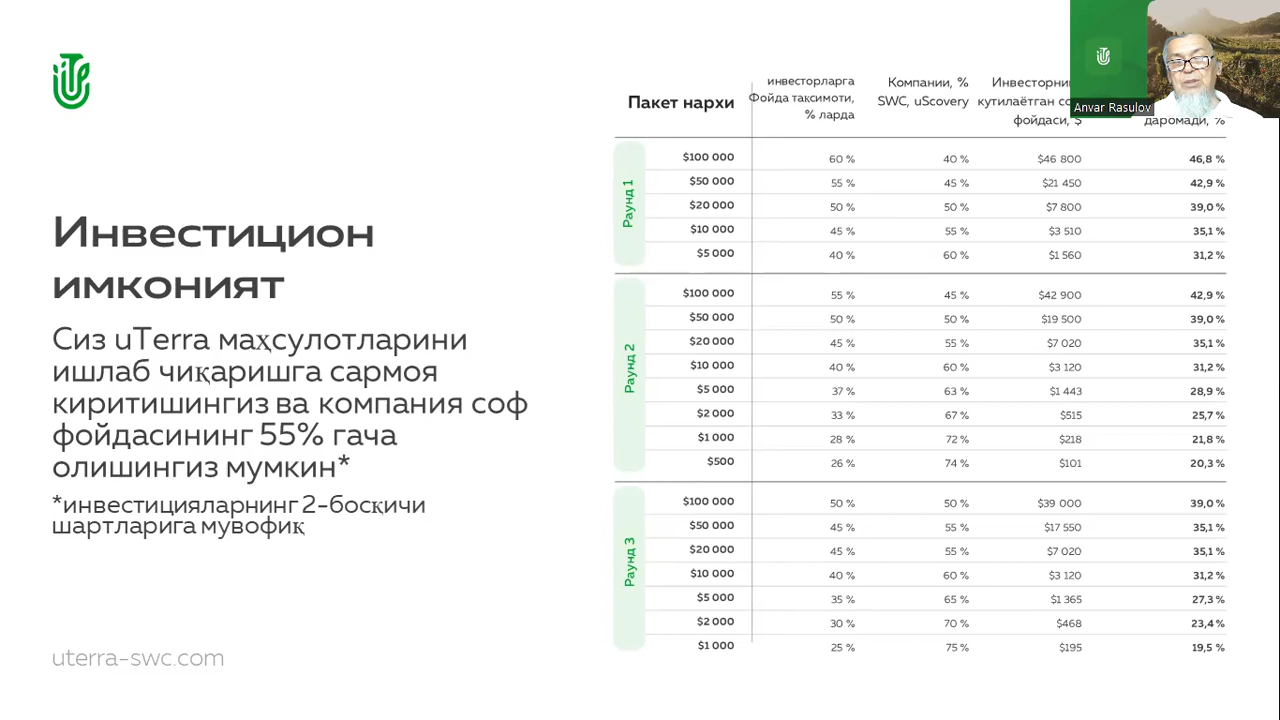 Инвестицион
имконият
Сиз uTerra маҳсулотларини
ишлаб чиқаришга сармоя
киритишингиз ва компания соф
фойдасининг 55% гача
олишингиз мумкин*
*инвестицияларнинг 2-босқичи
шартларига мувофиқ
uterra-swc.com
Пакет нархи
инвесторларга
Фойда тақсимоти,
% ларда
Компании, %
SWC, uScovery
кутилаётган
фойдаси, $
даромади, %
Anvar Rasulov
Раунд 1
$100 000 60 % 40 % $46 800 46,8 %
$50 000 55 % 45 % $21 450 42,9 %
$20 000 50 % 50 % $7 800 39,0 %
$10 000 45 % 55 % $3 510 35,1 %
$5 000 40 % 60 % $1 560 31,2 %
Раунд 2
$100 000 55 % 45 % $42 900 42,9 %
$50 000 50 % 50 % $19 500 39,0 %
$20 000 45 % 55 % $7 020 35,1 %
$10 000 40 % 60 % $3 120 31,2 %
$5 000 37 % 63 % $1 443 28,9 %
$2 000 33 % 67 % $515 25,7 %
$1 000 28 % 72 % $218 21,8 %
$500 26 % 74 % $101 20,3 %
Раунд 3
$100 000 50 % 50 % $39 000 39,0 %
$50 000 45 % 55 % $17 550 35,1 %
$20 000 45 % 55 % $7 020 35,1 %
$10 000 40 % 60 % $3 120 31,2 %
$5 000 35 % 65 % $1 365 27,3 %
$2 000 30 % 70 % $468 23,4 %
$1 000 25 % 75 % $195 19,5 %